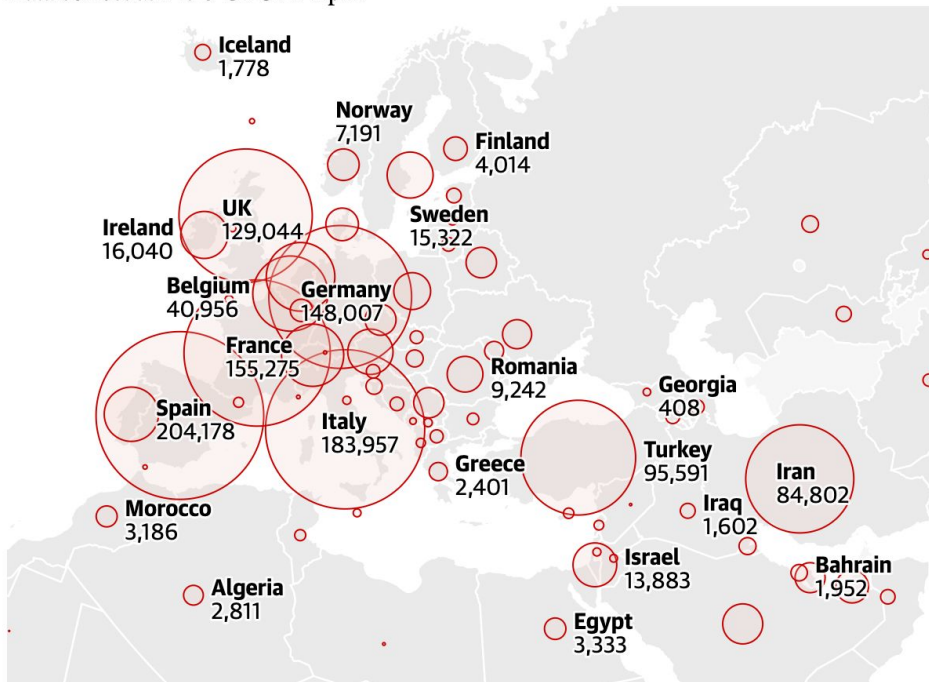 Iceland
1,778
Norway
7,191
Finland
4,014
UK
129,044
Sweden
15,322
Ireland
16,040
Belgium
40,956
Germany
148,007
France
155,275
Romania
9,242
Georgia
408
Spain
204,178
Italy
183,957
Turkey
95,591
Iran
84,802
Greece
2,401
Iraq
1,602
Morocco
3,186
Israel
13,883
Bahrain
1,952
Algeria
2,811
Egypt
3,333